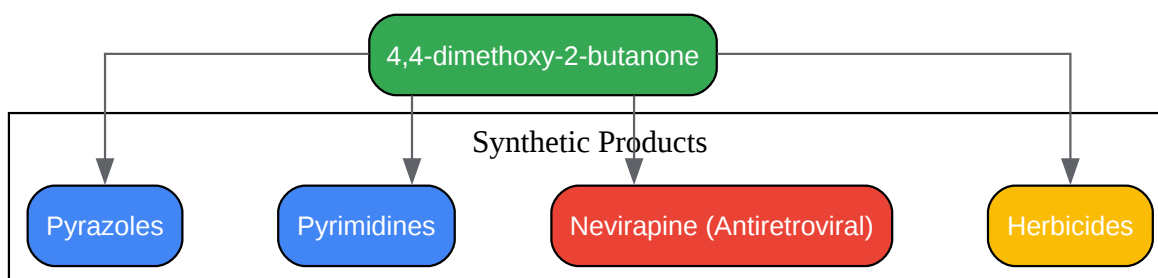 4,4-dimethoxy-2-butanone
Synthetic Products
Pyrazoles
Pyrimidines
Nevirapine (Antiretroviral)
Herbicides